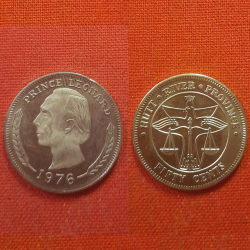 PRINCE LEONARD
1976
HUTT · RIVER · PROVINCE
FIFTY CENTS